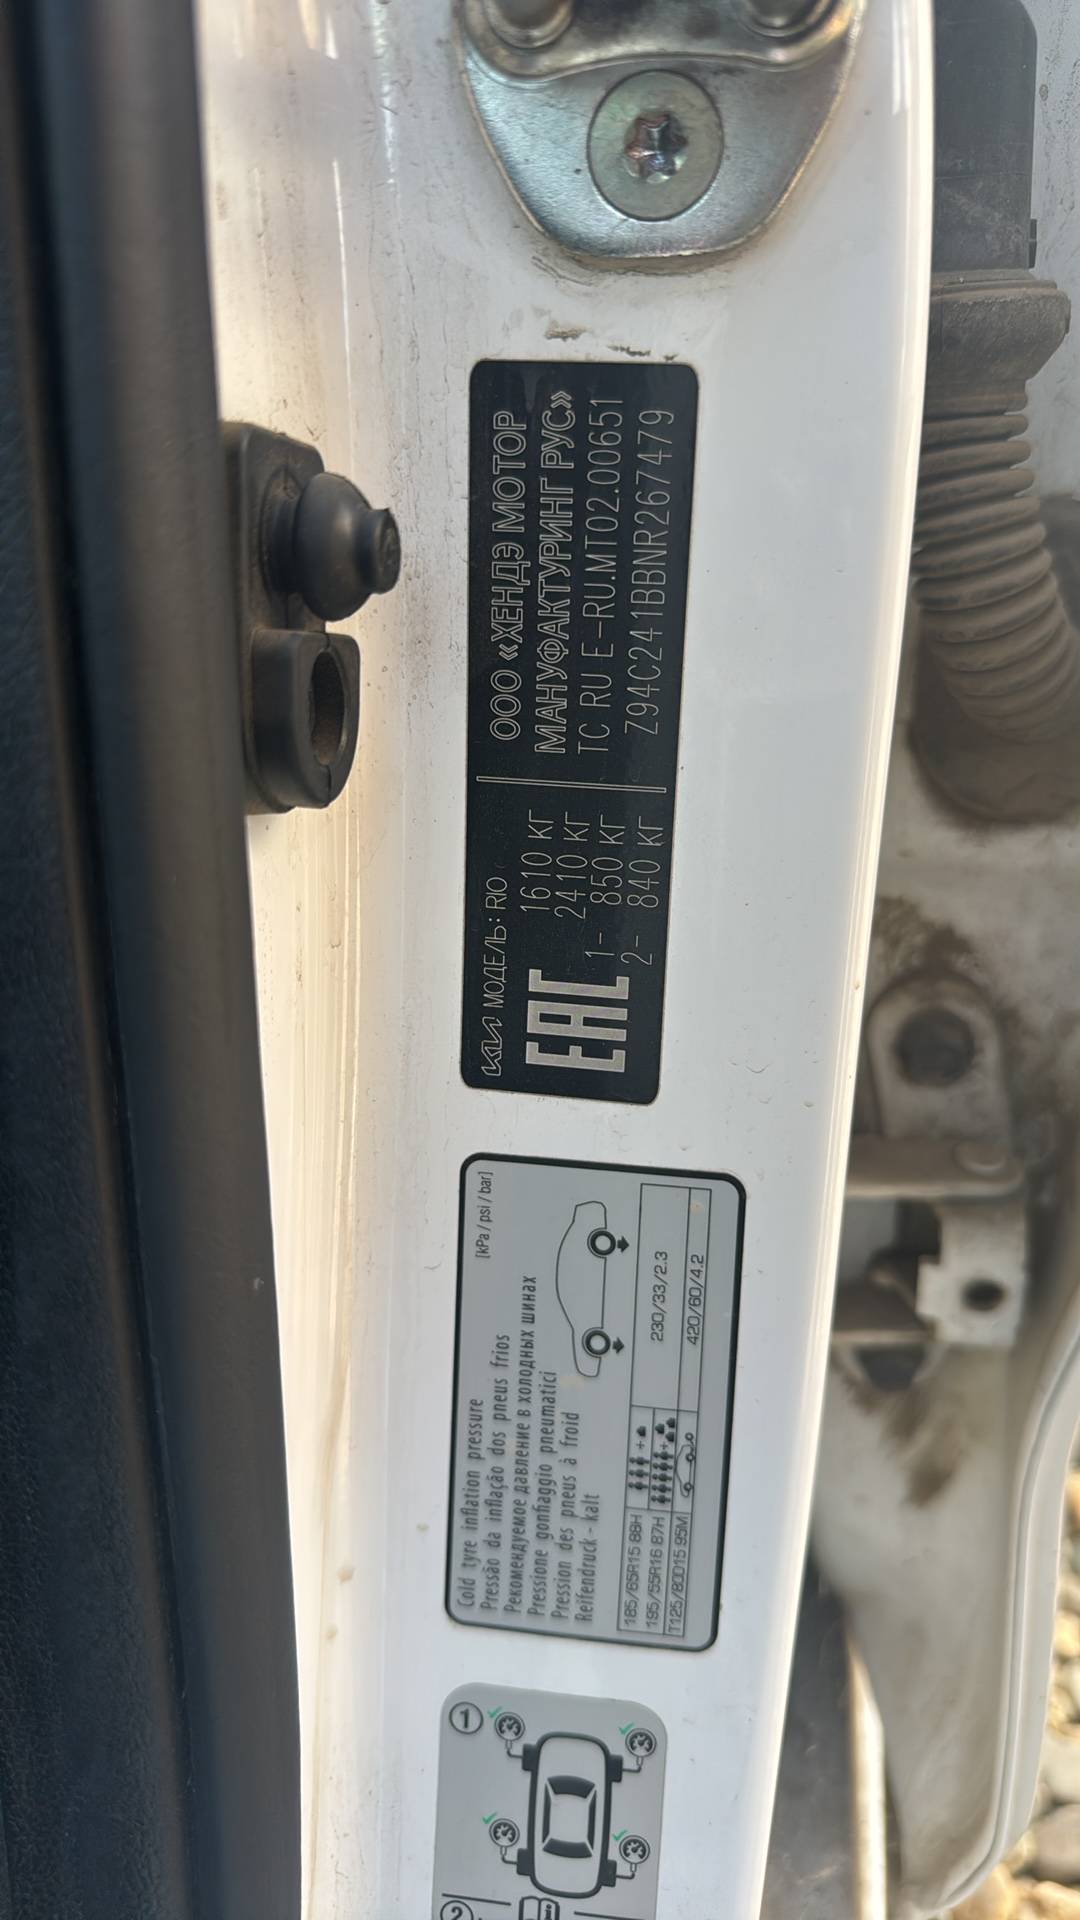 ООО «ХЕНДЭ МОТОР
МАНУФАКТУРИНГ РУС»
ТС RU E-RU.MT02.00651
Z94C241BBNR267479
KIA МОДЕЛЬ: RIO
1610 КГ
2410 КГ
1- 850 КГ
2- 840 КГ
EAC
Cold tyre inflation pressure [kPa/psi/bar]
Pressão da inflação dos pneus frios
Рекомендуемое давление в холодных шинах
Pressione gonfiaggio pneumatici
Pression des pneus à froid
Reifendruck - kalt
185/65R15 88H
195/55R16 87H
230/33/2.3
T125/80D15 95M 420/60/4.2
1
2